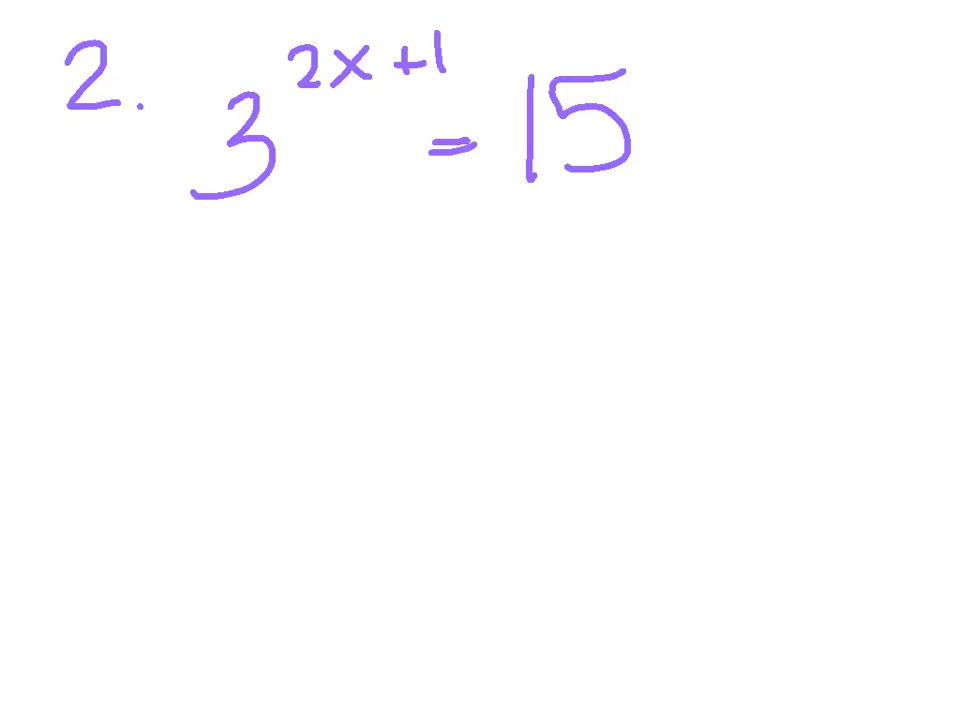 2. 3^{2x+1} = 15